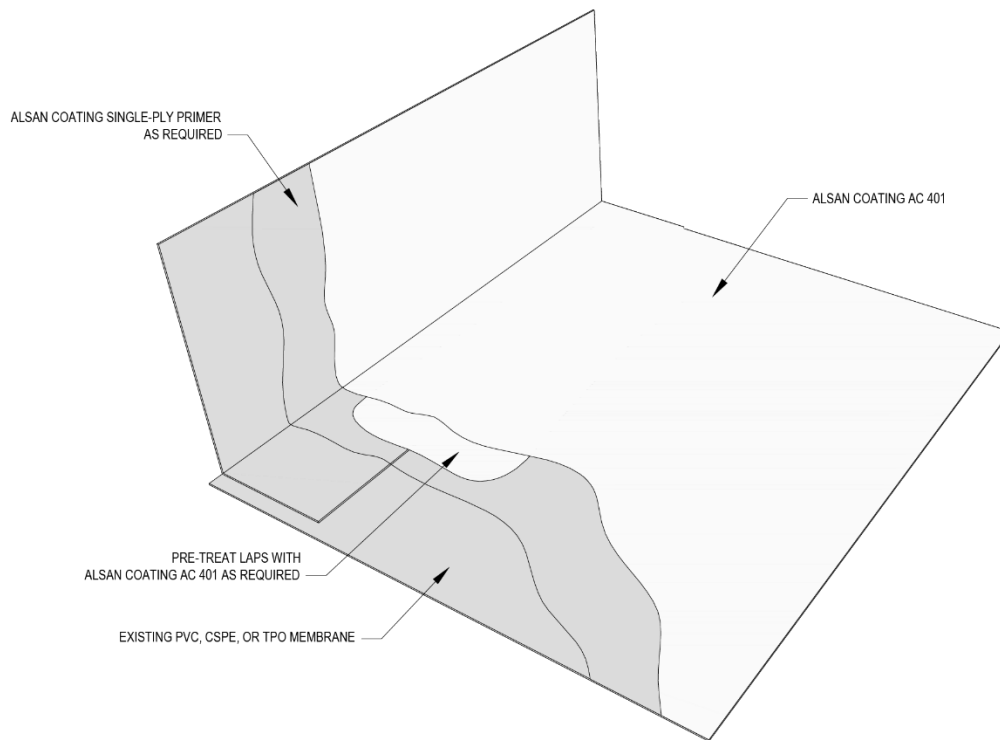 ALSAN COATING SINGLE-PLY PRIMER
AS REQUIRED
ALSAN COATING AC 401
PRE-TREAT LAPS WITH
ALSAN COATING AC 401 AS REQUIRED
EXISTING PVC, CSPE, OR TPO MEMBRANE